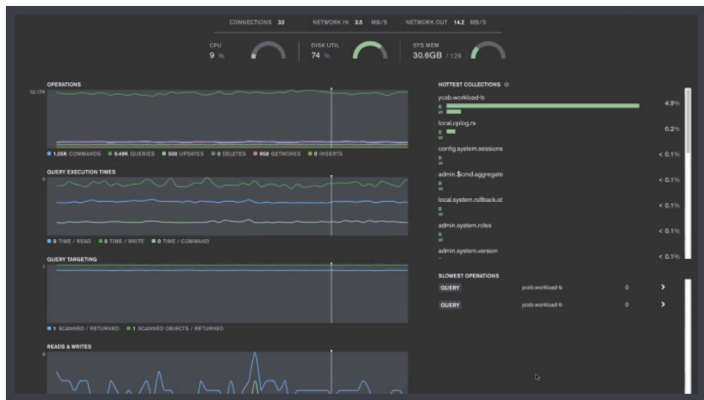 CONNECTIONS 33 NETWORK IN 3.5 MB/S NETWORK OUT 14.2 MB/S
CPU
9 %
DISK UTIL
74 %
SYS MEM
30.6GB / 128
OPERATIONS
1.05K COMMANDS 9.49K QUERIES 500 UPDATES 0 DELETES 958 GETMORES 0 INSERTS
QUERY EXECUTION TIMES
0 TIME / READ 0 TIME / WRITE 0 TIME / COMMAND
QUERY TARGETING
1
1 SCANNED / RETURNED 1 SCANNED OBJECTS / RETURNED
READS & WRITES
HOTTEST COLLECTIONS
ycsb.workload-b
4.9%
R
W
local.oplog.rs
0.2%
R
W
config.system.sessions
< 0.1%
R
W
admin.$cmd.aggregate
< 0.1%
R
W
local.system.rollback.id
< 0.1%
R
W
admin.system.roles
< 0.1%
R
W
admin.system.version
< 0.1%
SLOWEST OPERATIONS
QUERY ycsb.workload-b 0
QUERY ycsb.workload-b 0